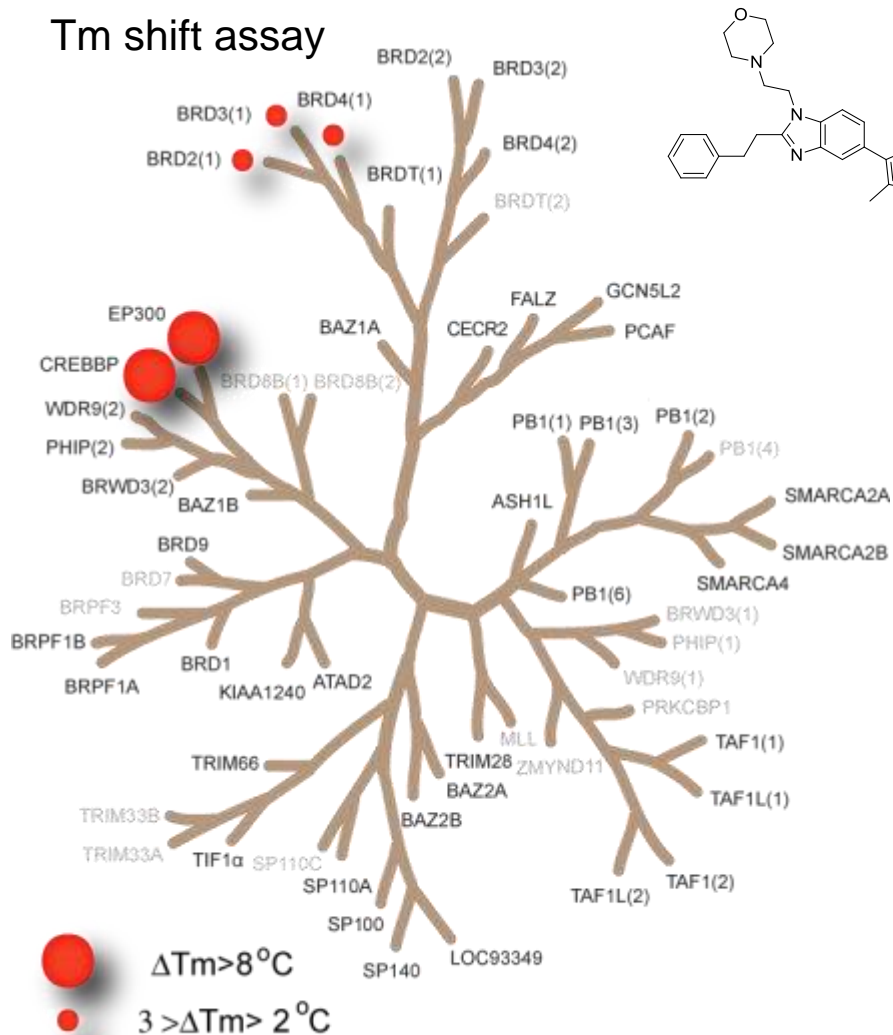 Tm shift assay
O
N
N
N
BRD2(2)
BRD3(2)
BRD4(1)
BRD3(1)
BRD2(1)
BRD4(2)
BRDT(1)
BRDT(2)
EP300
CREBBP
BAZ1A
CECR2
FALZ
GCN5L2
PCAF
BRD8B(1) BRD8B(2)
WDR9(2)
PHIP(2)
BRWD3(2)
BAZ1B
PB1(1) PB1(3)
PB1(2)
PB1(4)
ASH1L
SMARCA2A
SMARCA2B
SMARCA4
PB1(6)
BRD9
BRD7
BRPF3
BRPF1B
BRPF1A
BRD1
KIAA1240
ATAD2
BRWD3(1)
PHIP(1)
WDR9(1)
PRKCBP1
MLL
ZMYND11
TRIM28
TAF1(1)
TAF1L(1)
TRIM66
BAZ2A
BAZ2B
TRIM33B
TRIM33A
TIF1α
SP110C
SP110A
SP100
SP140
LOC93349
TAF1L(2)
TAF1(2)
ΔTm>8°C
3 >ΔTm> 2 °C